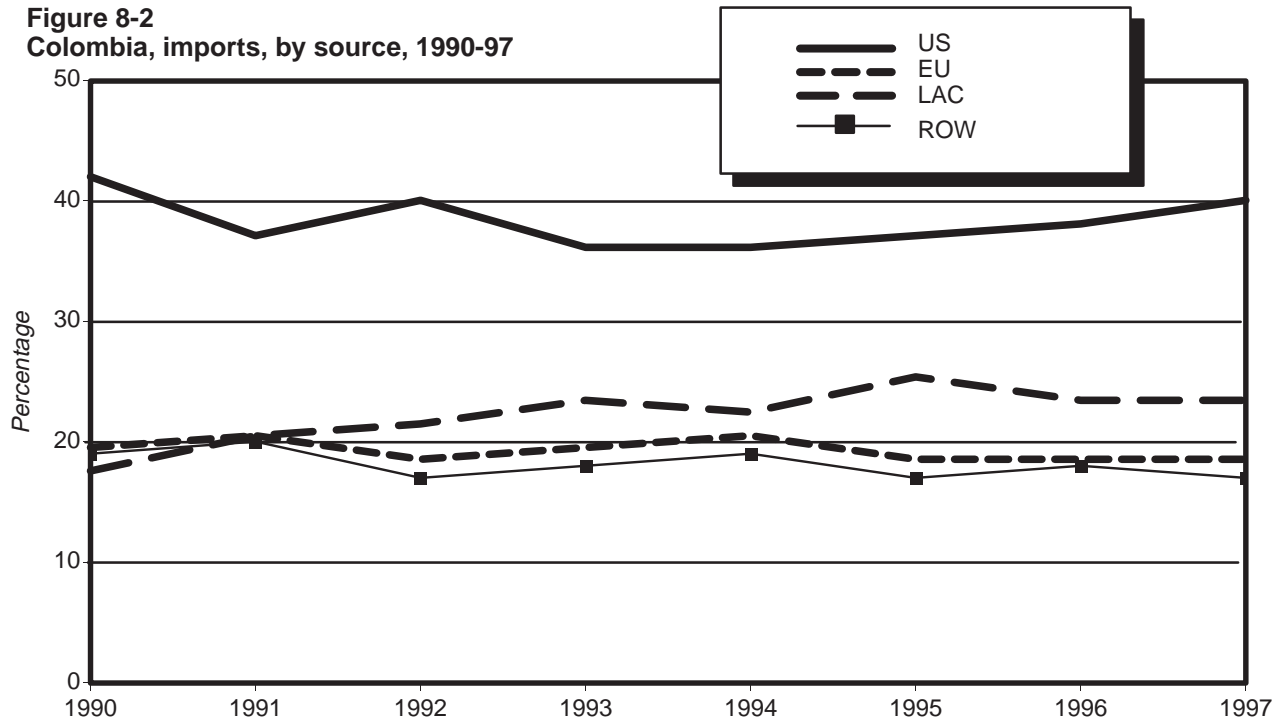 Figure 8-2
Colombia, imports, by source, 1990-97
US
EU
LAC
ROW
50
40
30
20
10
0
Percentage
1990 1991 1992 1993 1994 1995 1996 1997